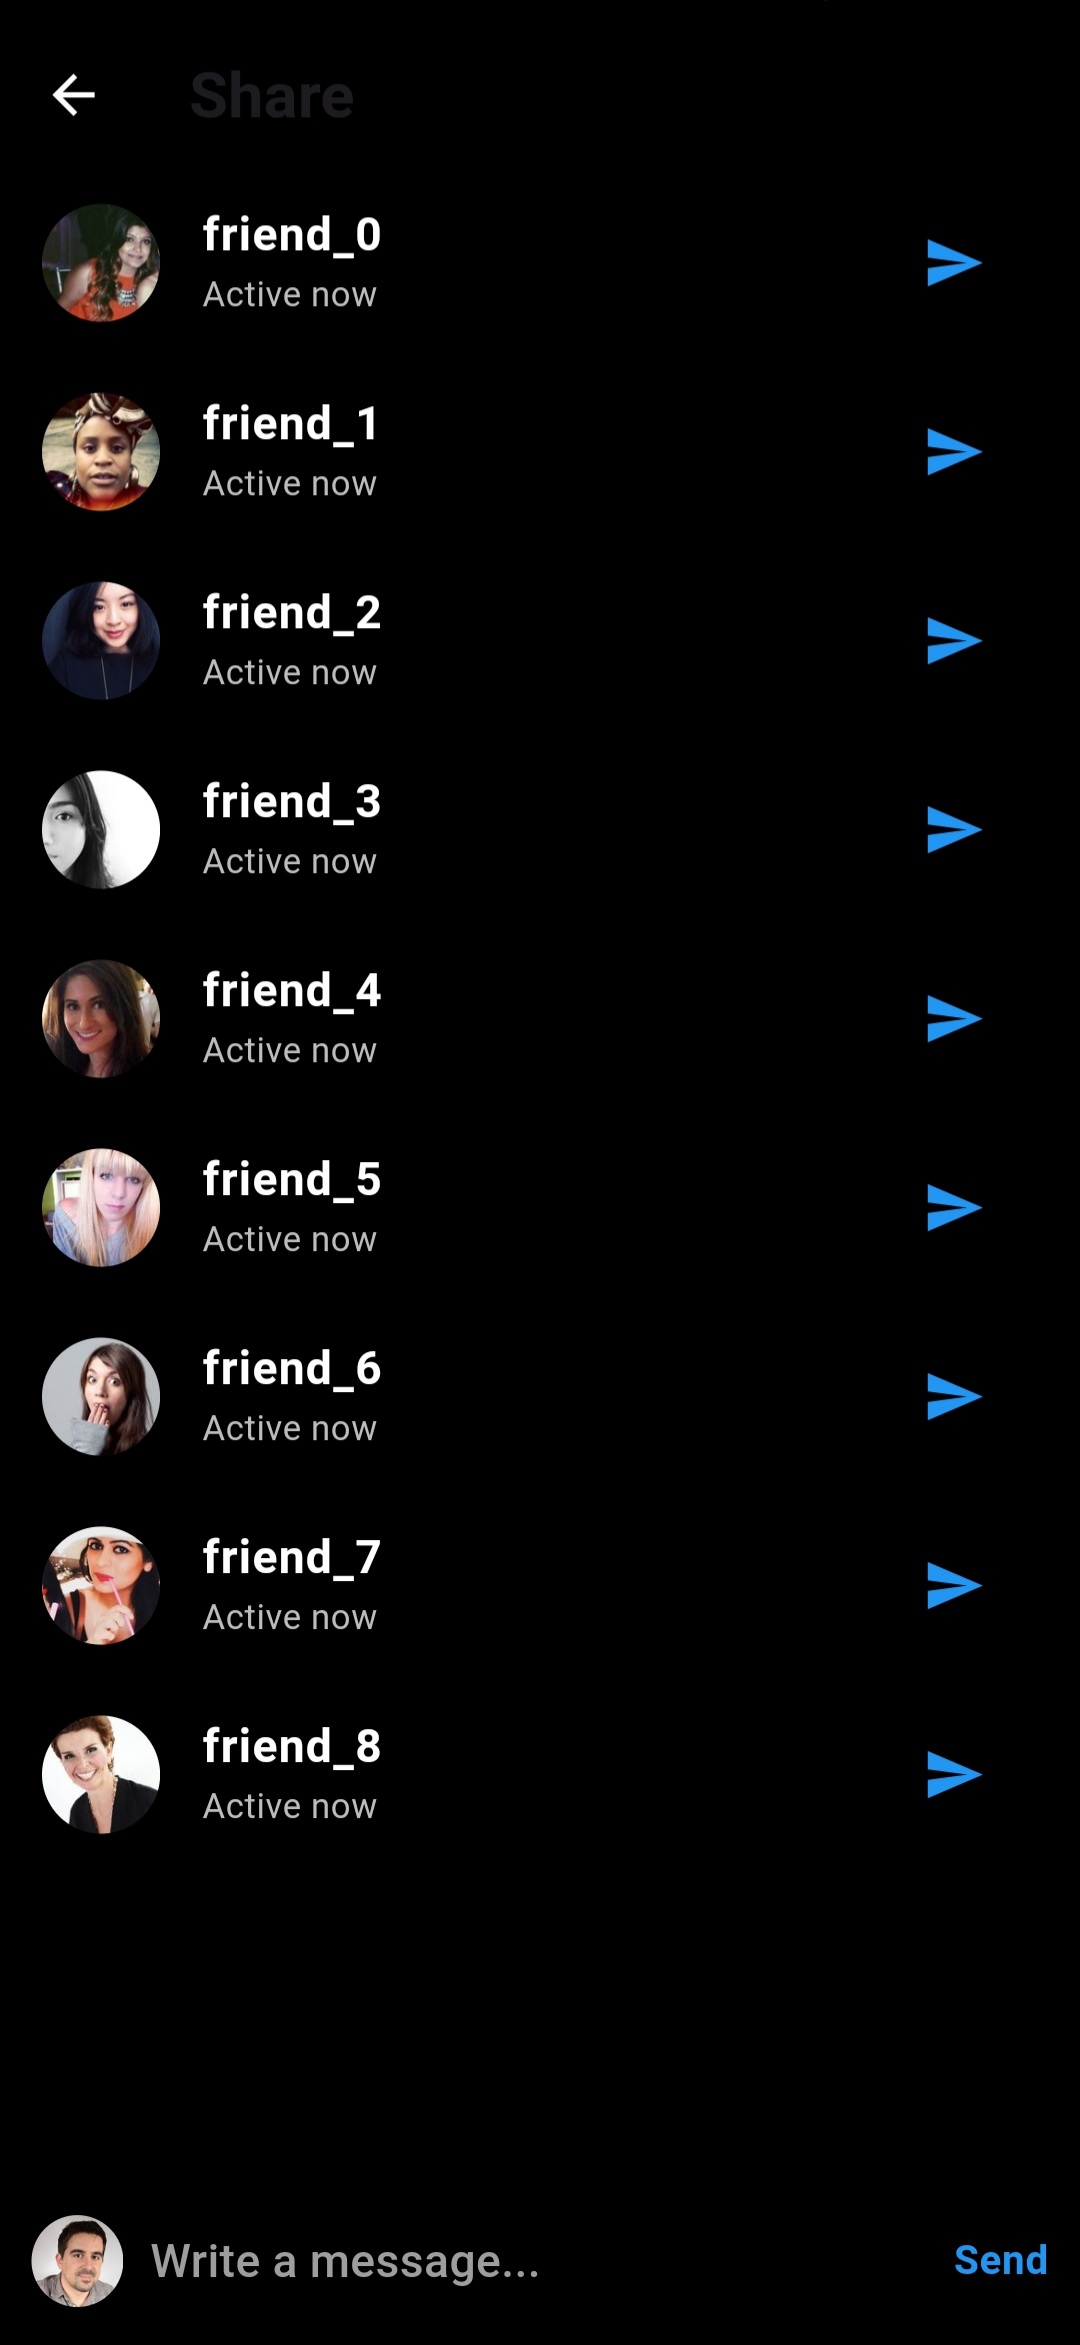 Share
friend_0
Active now
friend_1
Active now
friend_2
Active now
friend_3
Active now
friend_4
Active now
friend_5
Active now
friend_6
Active now
friend_7
Active now
friend_8
Active now
Write a message...
Send